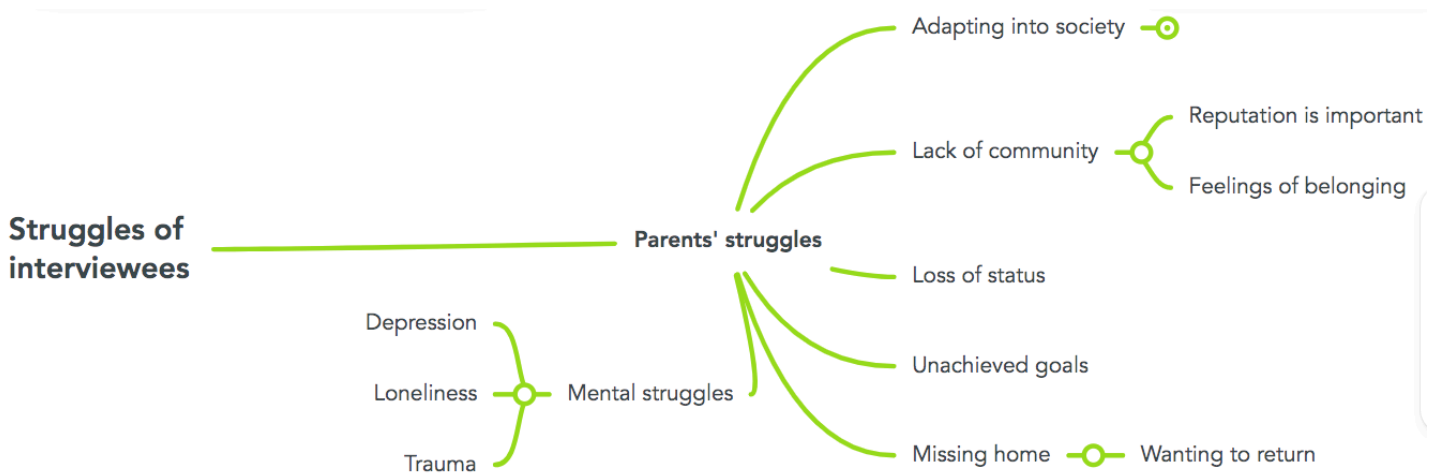 Adapting into society
Reputation is important
Lack of community
Feelings of belonging
Struggles of
interviewees
Parents' struggles
Loss of status
Depression
Unachieved goals
Loneliness
Mental struggles
Missing home
Wanting to return
Trauma